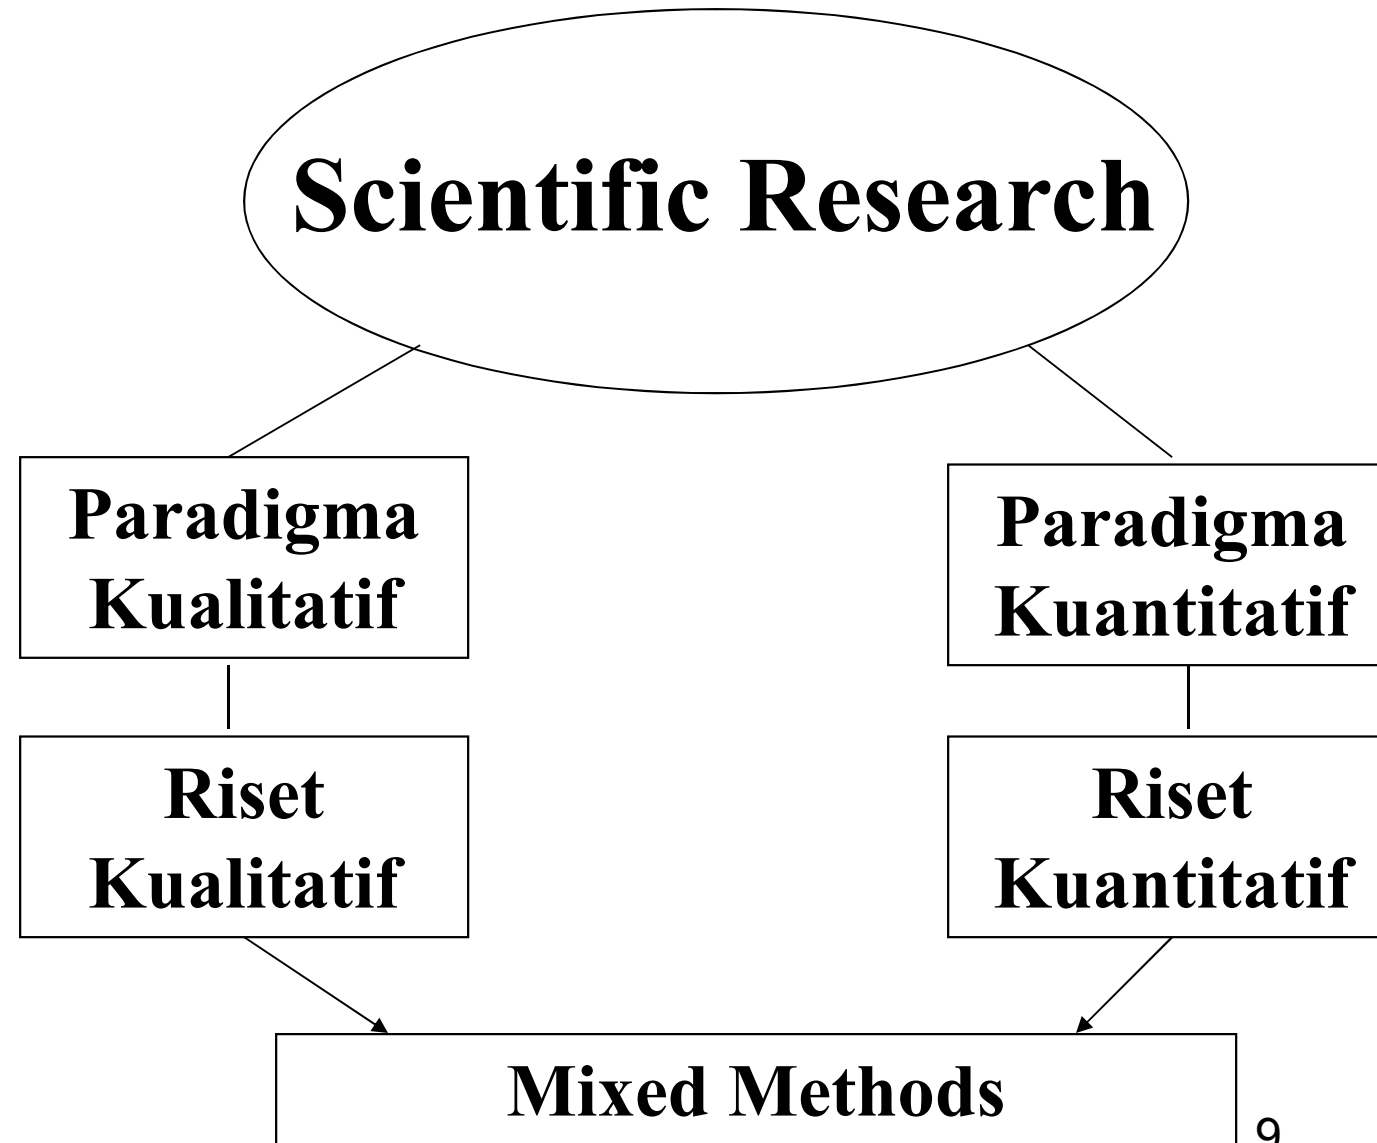 Scientific Research
Paradigma
Kualitatif
Paradigma
Kuantitatif
Riset
Kualitatif
Riset
Kuantitatif
Mixed Methods
9